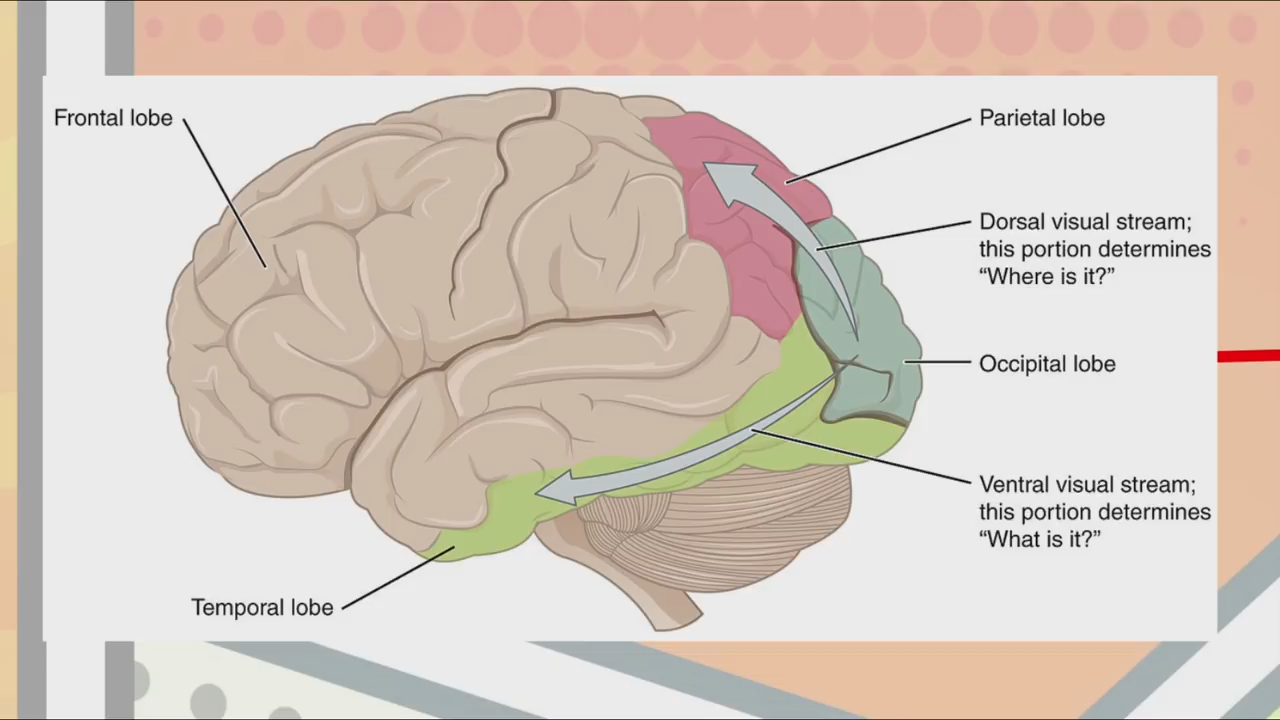 Frontal lobe
Parietal lobe
Dorsal visual stream;
this portion determines
“Where is it?”
Occipital lobe
Ventral visual stream;
this portion determines
“What is it?”
Temporal lobe